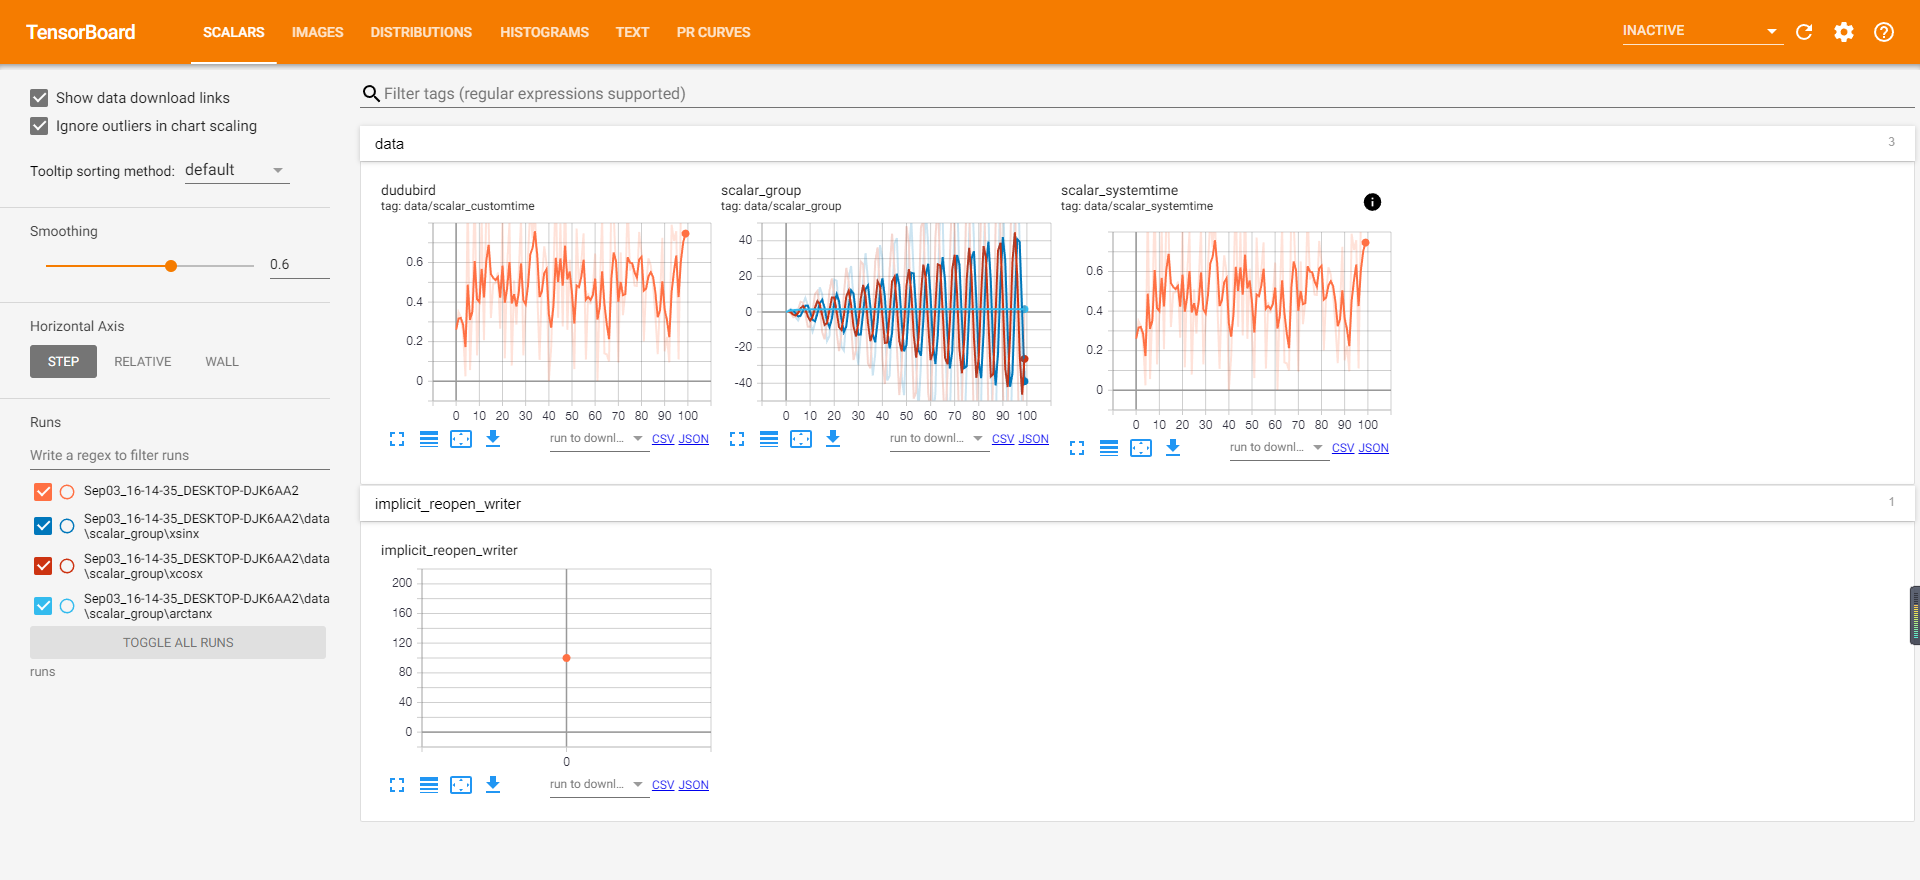 TensorBoard
SCALARS IMAGES DISTRIBUTIONS HISTOGRAMS TEXT PR CURVES
INACTIVE
Show data download links
Ignore outliers in chart scaling
Tooltip sorting method: default
Smoothing
0.6
Horizontal Axis
STEP RELATIVE WALL
Runs
Write a regex to filter runs
Sep03_16-14-35_DESKTOP-DJK6AA2
Sep03_16-14-35_DESKTOP-DJK6AA2\data
\scalar_group\xsinx
Sep03_16-14-35_DESKTOP-DJK6AA2\data
\scalar_group\xcosx
Sep03_16-14-35_DESKTOP-DJK6AA2\data
\scalar_group\arctanx
TOGGLE ALL RUNS
runs
Filter tags (regular expressions supported)
data 3
dudubird
tag: data/scalar_customtime
0.6
0.4
0.2
0
0 10 20 30 40 50 60 70 80 90 100
run to downl... CSV JSON
scalar_group
tag: data/scalar_group
40
20
0
-20
-40
0 10 20 30 40 50 60 70 80 90 100
run to downl... CSV JSON
scalar_systemtime
tag: data/scalar_systemtime
0.6
0.4
0.2
0
0 10 20 30 40 50 60 70 80 90 100
run to downl... CSV JSON
implicit_reopen_writer 1
implicit_reopen_writer
200
160
120
80
40
0
0
run to downl... CSV JSON